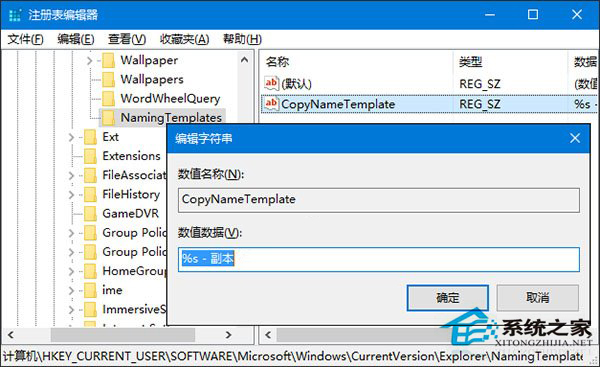 注册表编辑器
文件(F) 编辑(E) 查看(V) 收藏夹(A) 帮助(H)
Wallpaper
Wallpapers
WordWheelQuery
NamingTemplates
Ext
Extensions
FileAssociat
FileHistory
GameDVR
Group Polic
Group Polic
HomeGroup
ime
ImmersiveS
名称 类型 数据
ab (默认) REG_SZ (数值
ab CopyNameTemplate REG_SZ %s -
编辑字符串
数值名称(N):
CopyNameTemplate
数值数据(V):
%s - 副本
确定 取消
系统之家
XITONGZHIJIA.NET
计算机\HKEY_CURRENT_USER\SOFTWARE\Microsoft\Windows\CurrentVersion\Explorer\NamingTemplate